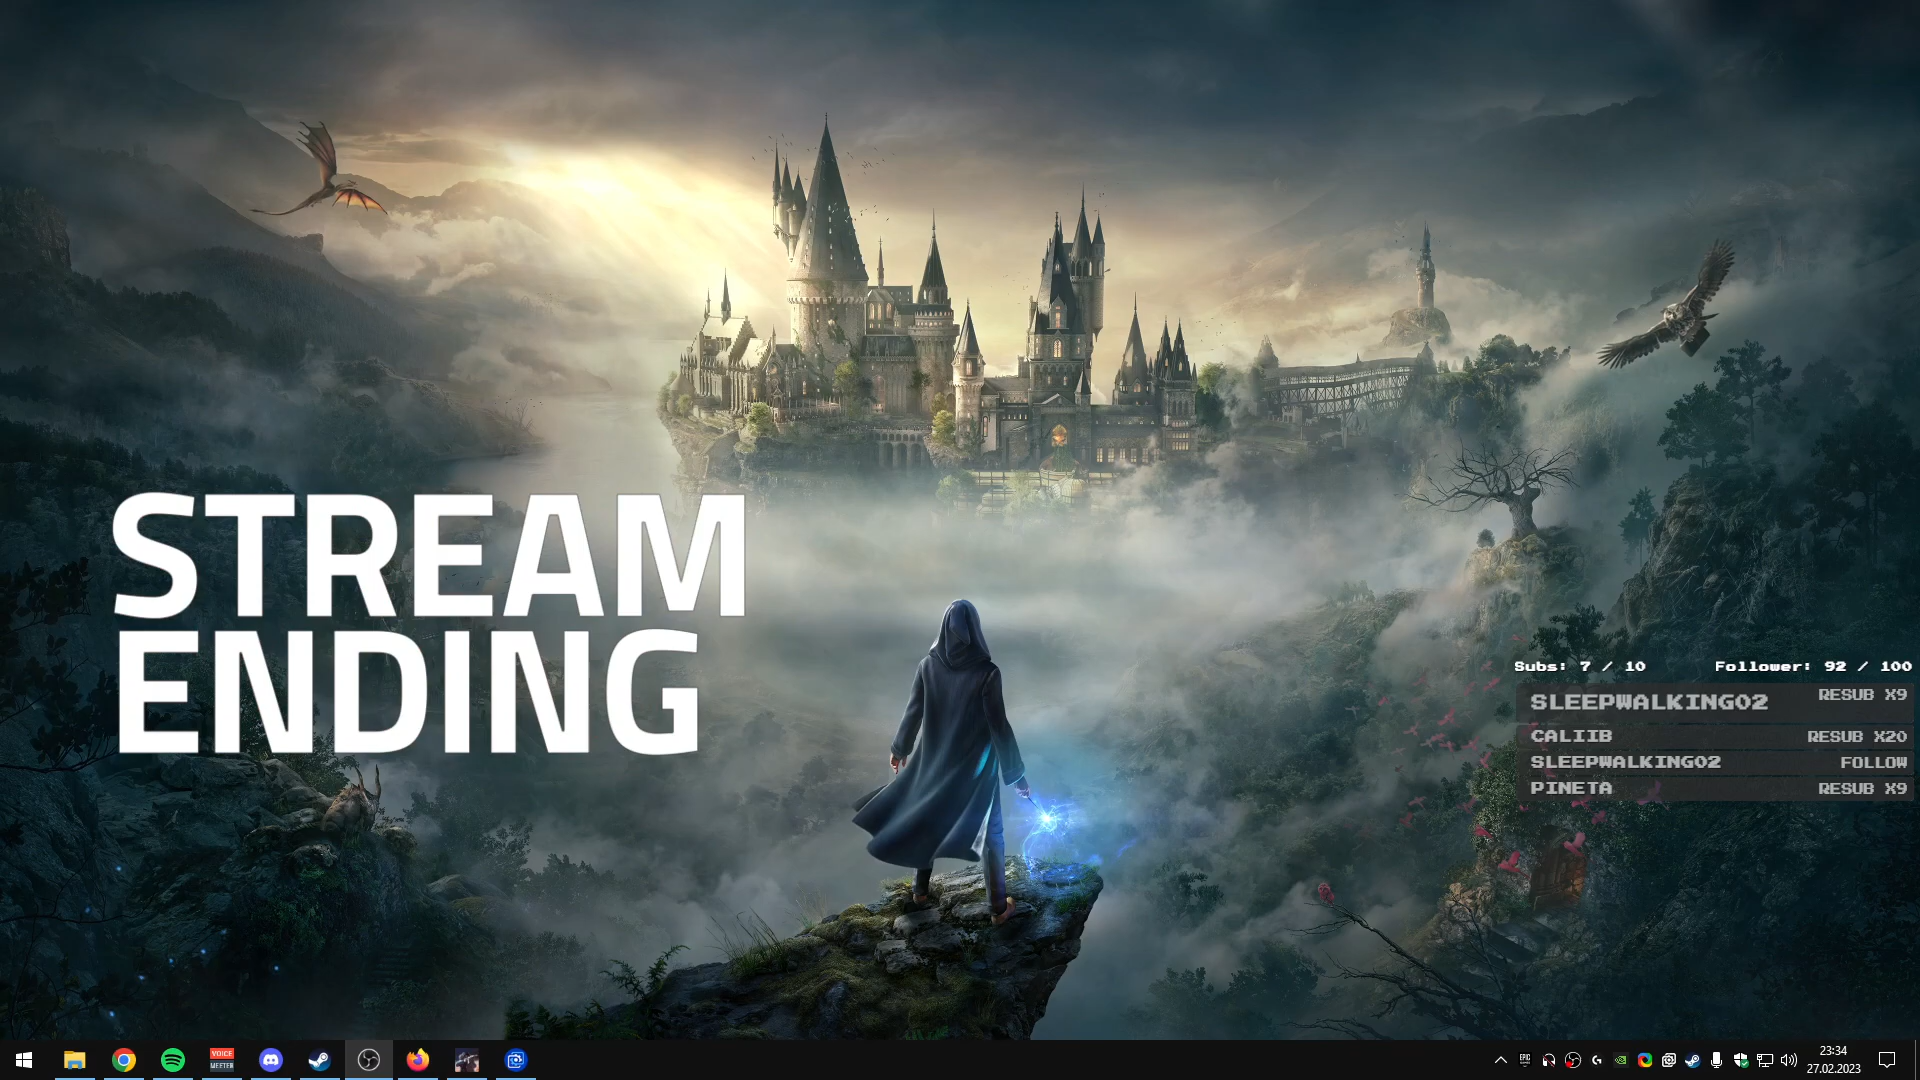 STREAM
ENDING
Subs: 7 / 10 Follower: 92 / 100
SLEEPWALKING02 RESUB X9
CALIIB RESUB X20
SLEEPWALKING02 FOLLOW
PINETA RESUB X9
VOICE
MEETER
EPIC
23:34
27.02.2023